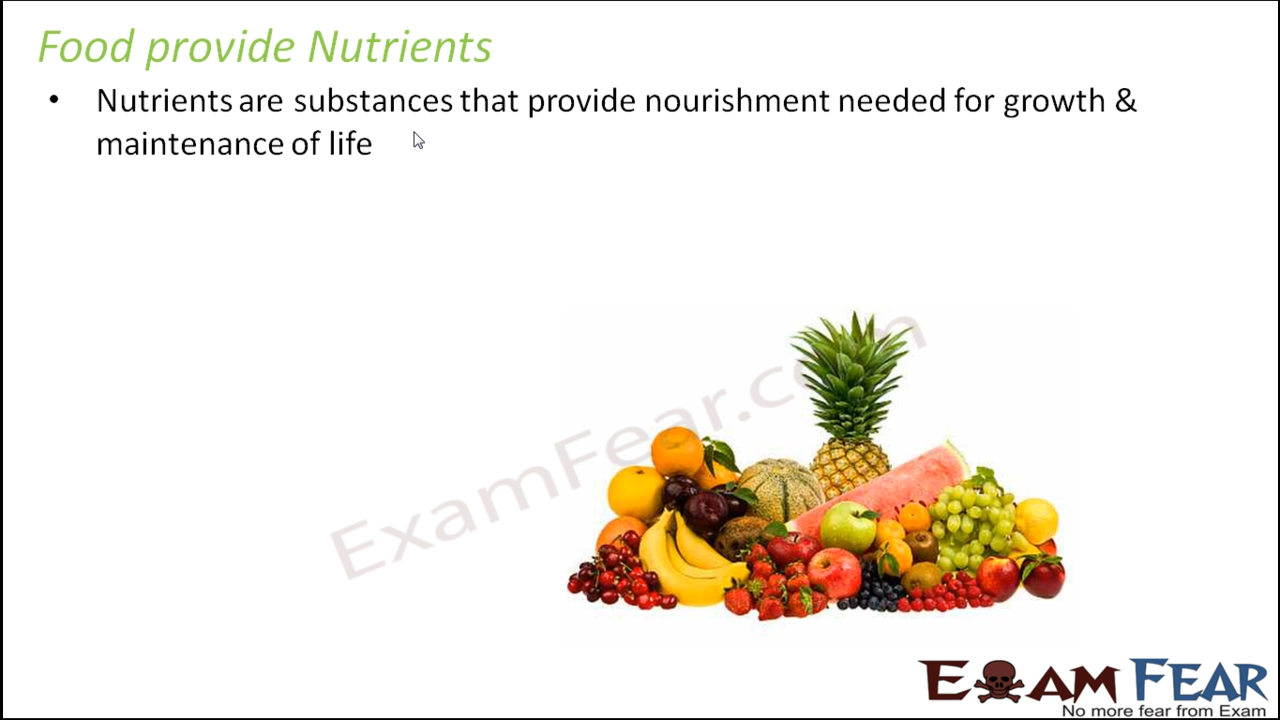 Food provide Nutrients
• Nutrients are substances that provide nourishment needed for growth &
maintenance of life
ExamFear.com
EXAM FEAR
No more fear from Exam